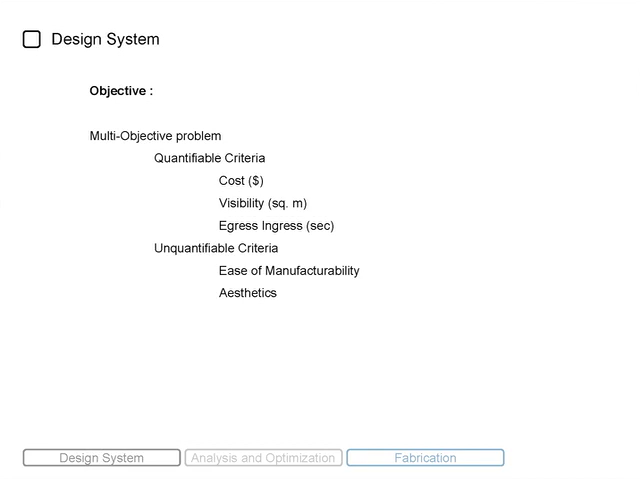 Design System
Objective :
Multi-Objective problem
Quantifiable Criteria
Cost ($)
Visibility (sq. m)
Egress Ingress (sec)
Unquantifiable Criteria
Ease of Manufacturability
Aesthetics
Design System Analysis and Optimization Fabrication